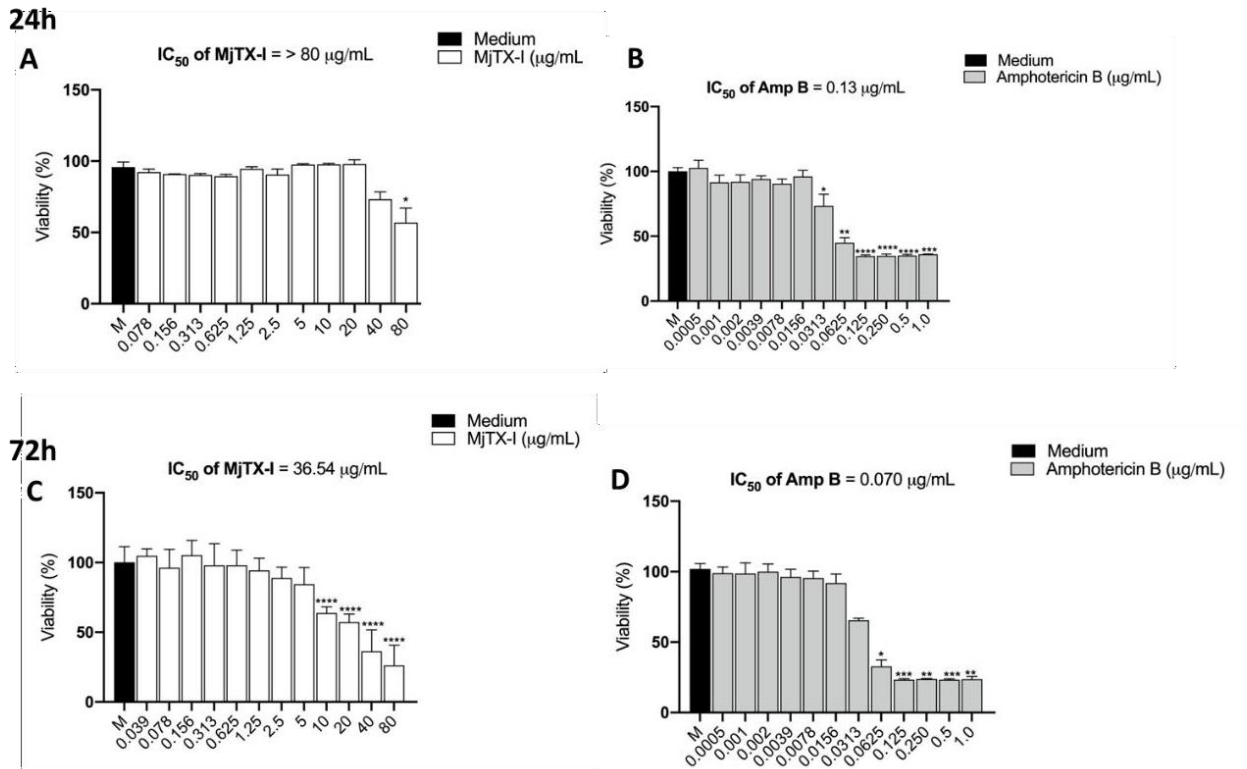 24h
A
IC50 of MjTX-I = > 80 µg/mL
Medium
MjTX-I (µg/mL
Viability (%)
150
100
50
0
M 0.078 0.156 0.313 0.625 1.25 2.5 5 10 20 40 80
*
B
IC50 of Amp B = 0.13 µg/mL
Medium
Amphotericin B (µg/mL)
Viability (%)
150
100
50
0
M 0.0005 0.001 0.002 0.0039 0.0078 0.0156 0.0313 0.0625 0.125 0.250 0.5 1.0
* ** **** **** **** ***
72h
C
IC50 of MjTX-I = 36.54 µg/mL
Medium
MjTX-I (µg/mL)
Viability (%)
150
100
50
0
M 0.039 0.078 0.156 0.313 0.625 1.25 2.5 5 10 20 40 80
**** **** **** ****
D
IC50 of Amp B = 0.070 µg/mL
Medium
Amphotericin B (µg/mL)
Viability (%)
150
100
50
0
M 0.0005 0.001 0.002 0.0039 0.0078 0.0156 0.0313 0.0625 0.125 0.250 0.5 1.0
* *** ** *** **